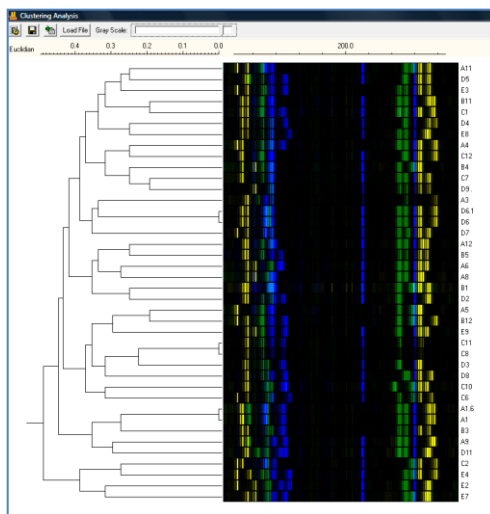 Clustering Analysis
Load File Gray Scale:
Euclidian 0.4 0.3 0.2 0.1 0.0 200.0
A11
D5
E3
B11
C1
D4
E8
A4
C12
B4
C7
D9
A3
D6.1
D6
D7
A12
B5
A6
A8
B1
D2
A5
B12
E9
C11
C8
D3
D8
C10
C6
A1.6
A1
B3
A9
D11
C2
E4
E2
E7